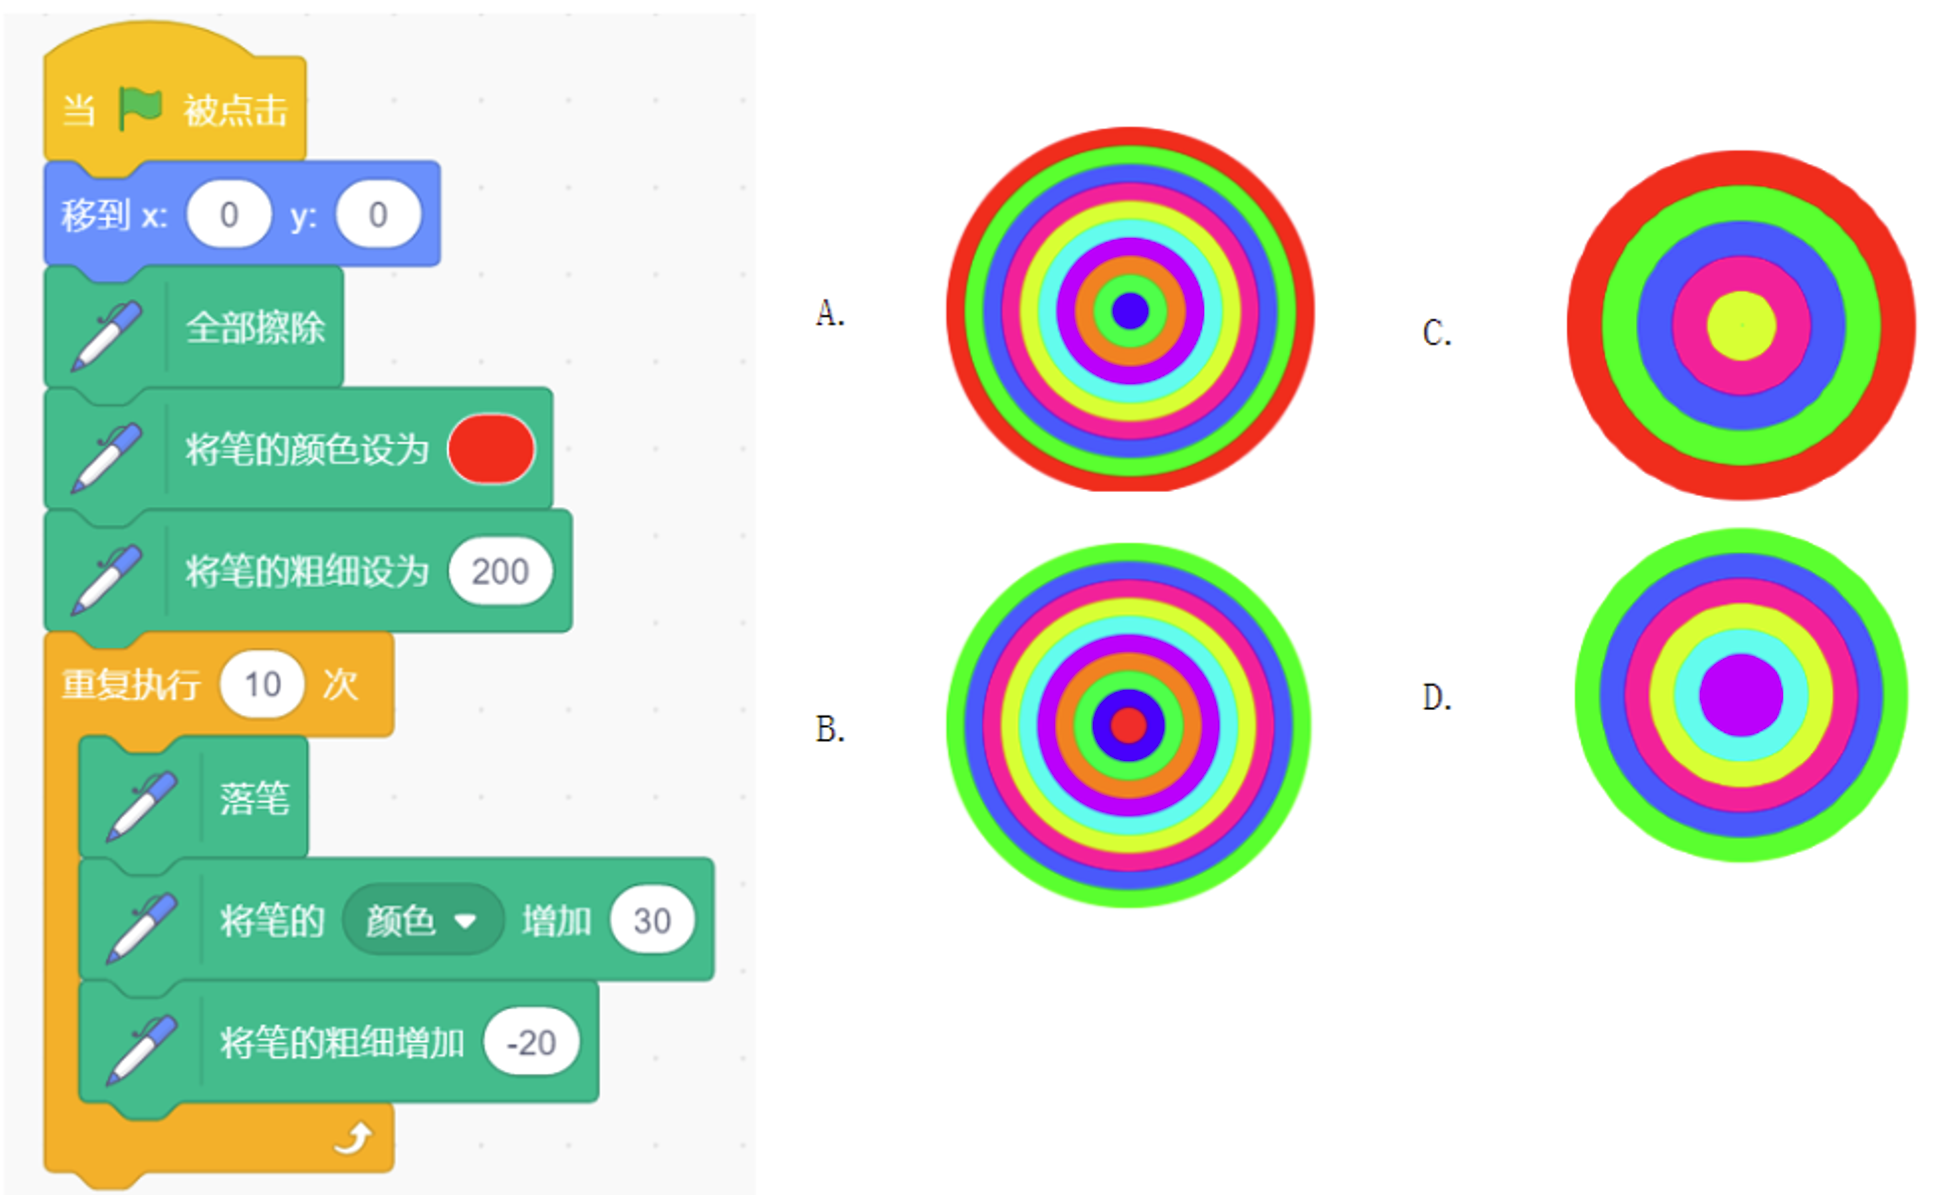 当 被点击
移到 x: 0 y: 0
全部擦除
将笔的颜色设为
将笔的粗细设为 200
重复执行 10 次
落笔
将笔的 颜色 增加 30
将笔的粗细增加 -20
A.
B.
C.
D.